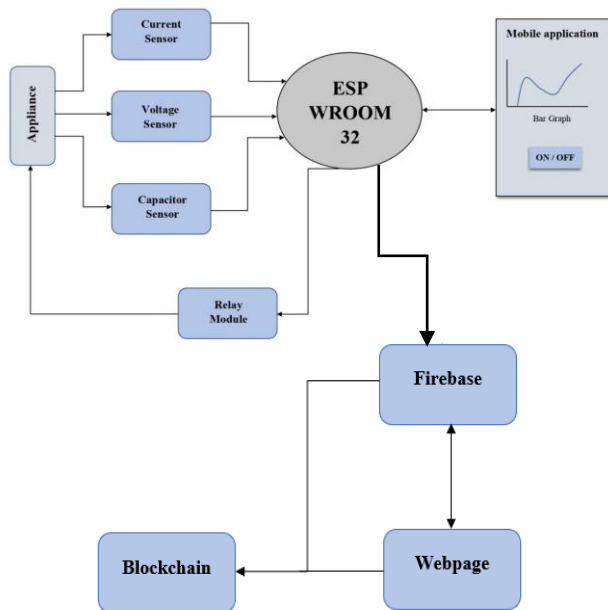 Current
Sensor
Appliance
Voltage
Sensor
Capacitor
Sensor
ESP
WROOM
32
Mobile application
Bar Graph
ON / OFF
Relay
Module
Firebase
Blockchain
Webpage